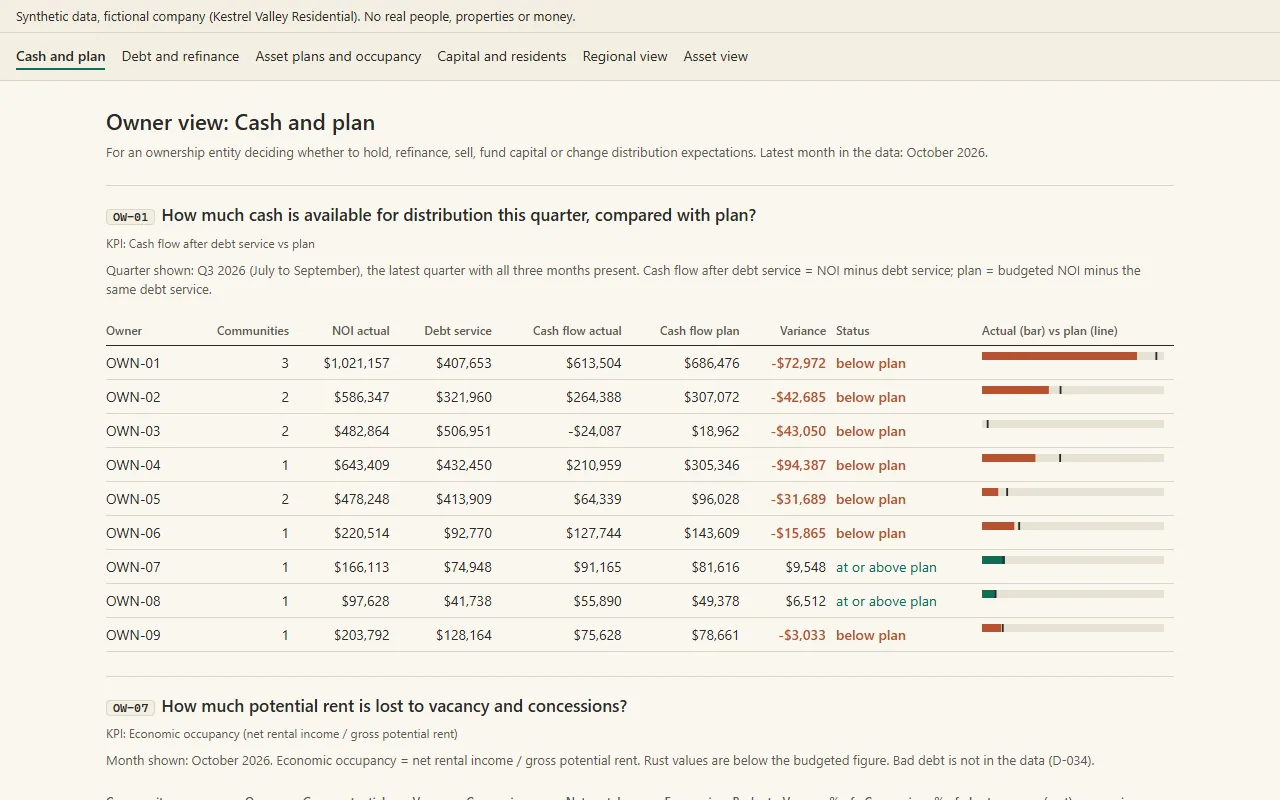 Synthetic data, fictional company (Kestrel Valley Residential). No real people, properties or money.
Cash and plan Debt and refinance Asset plans and occupancy Capital and residents Regional view Asset view
Owner view: Cash and plan
For an ownership entity deciding whether to hold, refinance, sell, fund capital or change distribution expectations. Latest month in the data: October 2026.
OW-01 How much cash is available for distribution this quarter, compared with plan?
KPI: Cash flow after debt service vs plan
Quarter shown: Q3 2026 (July to September), the latest quarter with all three months present. Cash flow after debt service = NOI minus debt service; plan = budgeted NOI minus the
same debt service.
Owner Communities NOI actual Debt service Cash flow actual Cash flow plan Variance Status Actual (bar) vs plan (line)
OWN-01 3 $1,021,157 $407,653 $613,504 $686,476 -$72,972 below plan
OWN-02 2 $586,347 $321,960 $264,388 $307,072 -$42,685 below plan
OWN-03 2 $482,864 $506,951 -$24,087 $18,962 -$43,050 below plan
OWN-04 1 $643,409 $432,450 $210,959 $305,346 -$94,387 below plan
OWN-05 2 $478,248 $413,909 $64,339 $96,028 -$31,689 below plan
OWN-06 1 $220,514 $92,770 $127,744 $143,609 -$15,865 below plan
OWN-07 1 $166,113 $74,948 $91,165 $81,616 $9,548 at or above plan
OWN-08 1 $97,628 $41,738 $55,890 $49,378 $6,512 at or above plan
OWN-09 1 $203,792 $128,164 $75,628 $78,661 -$3,033 below plan
OW-07 How much potential rent is lost to vacancy and concessions?
KPI: Economic occupancy (net rental income / gross potential rent)
Month shown: October 2026. Economic occupancy = net rental income / gross potential rent. Rust values are below the budgeted figure. Bad debt is not in the data (D-034).